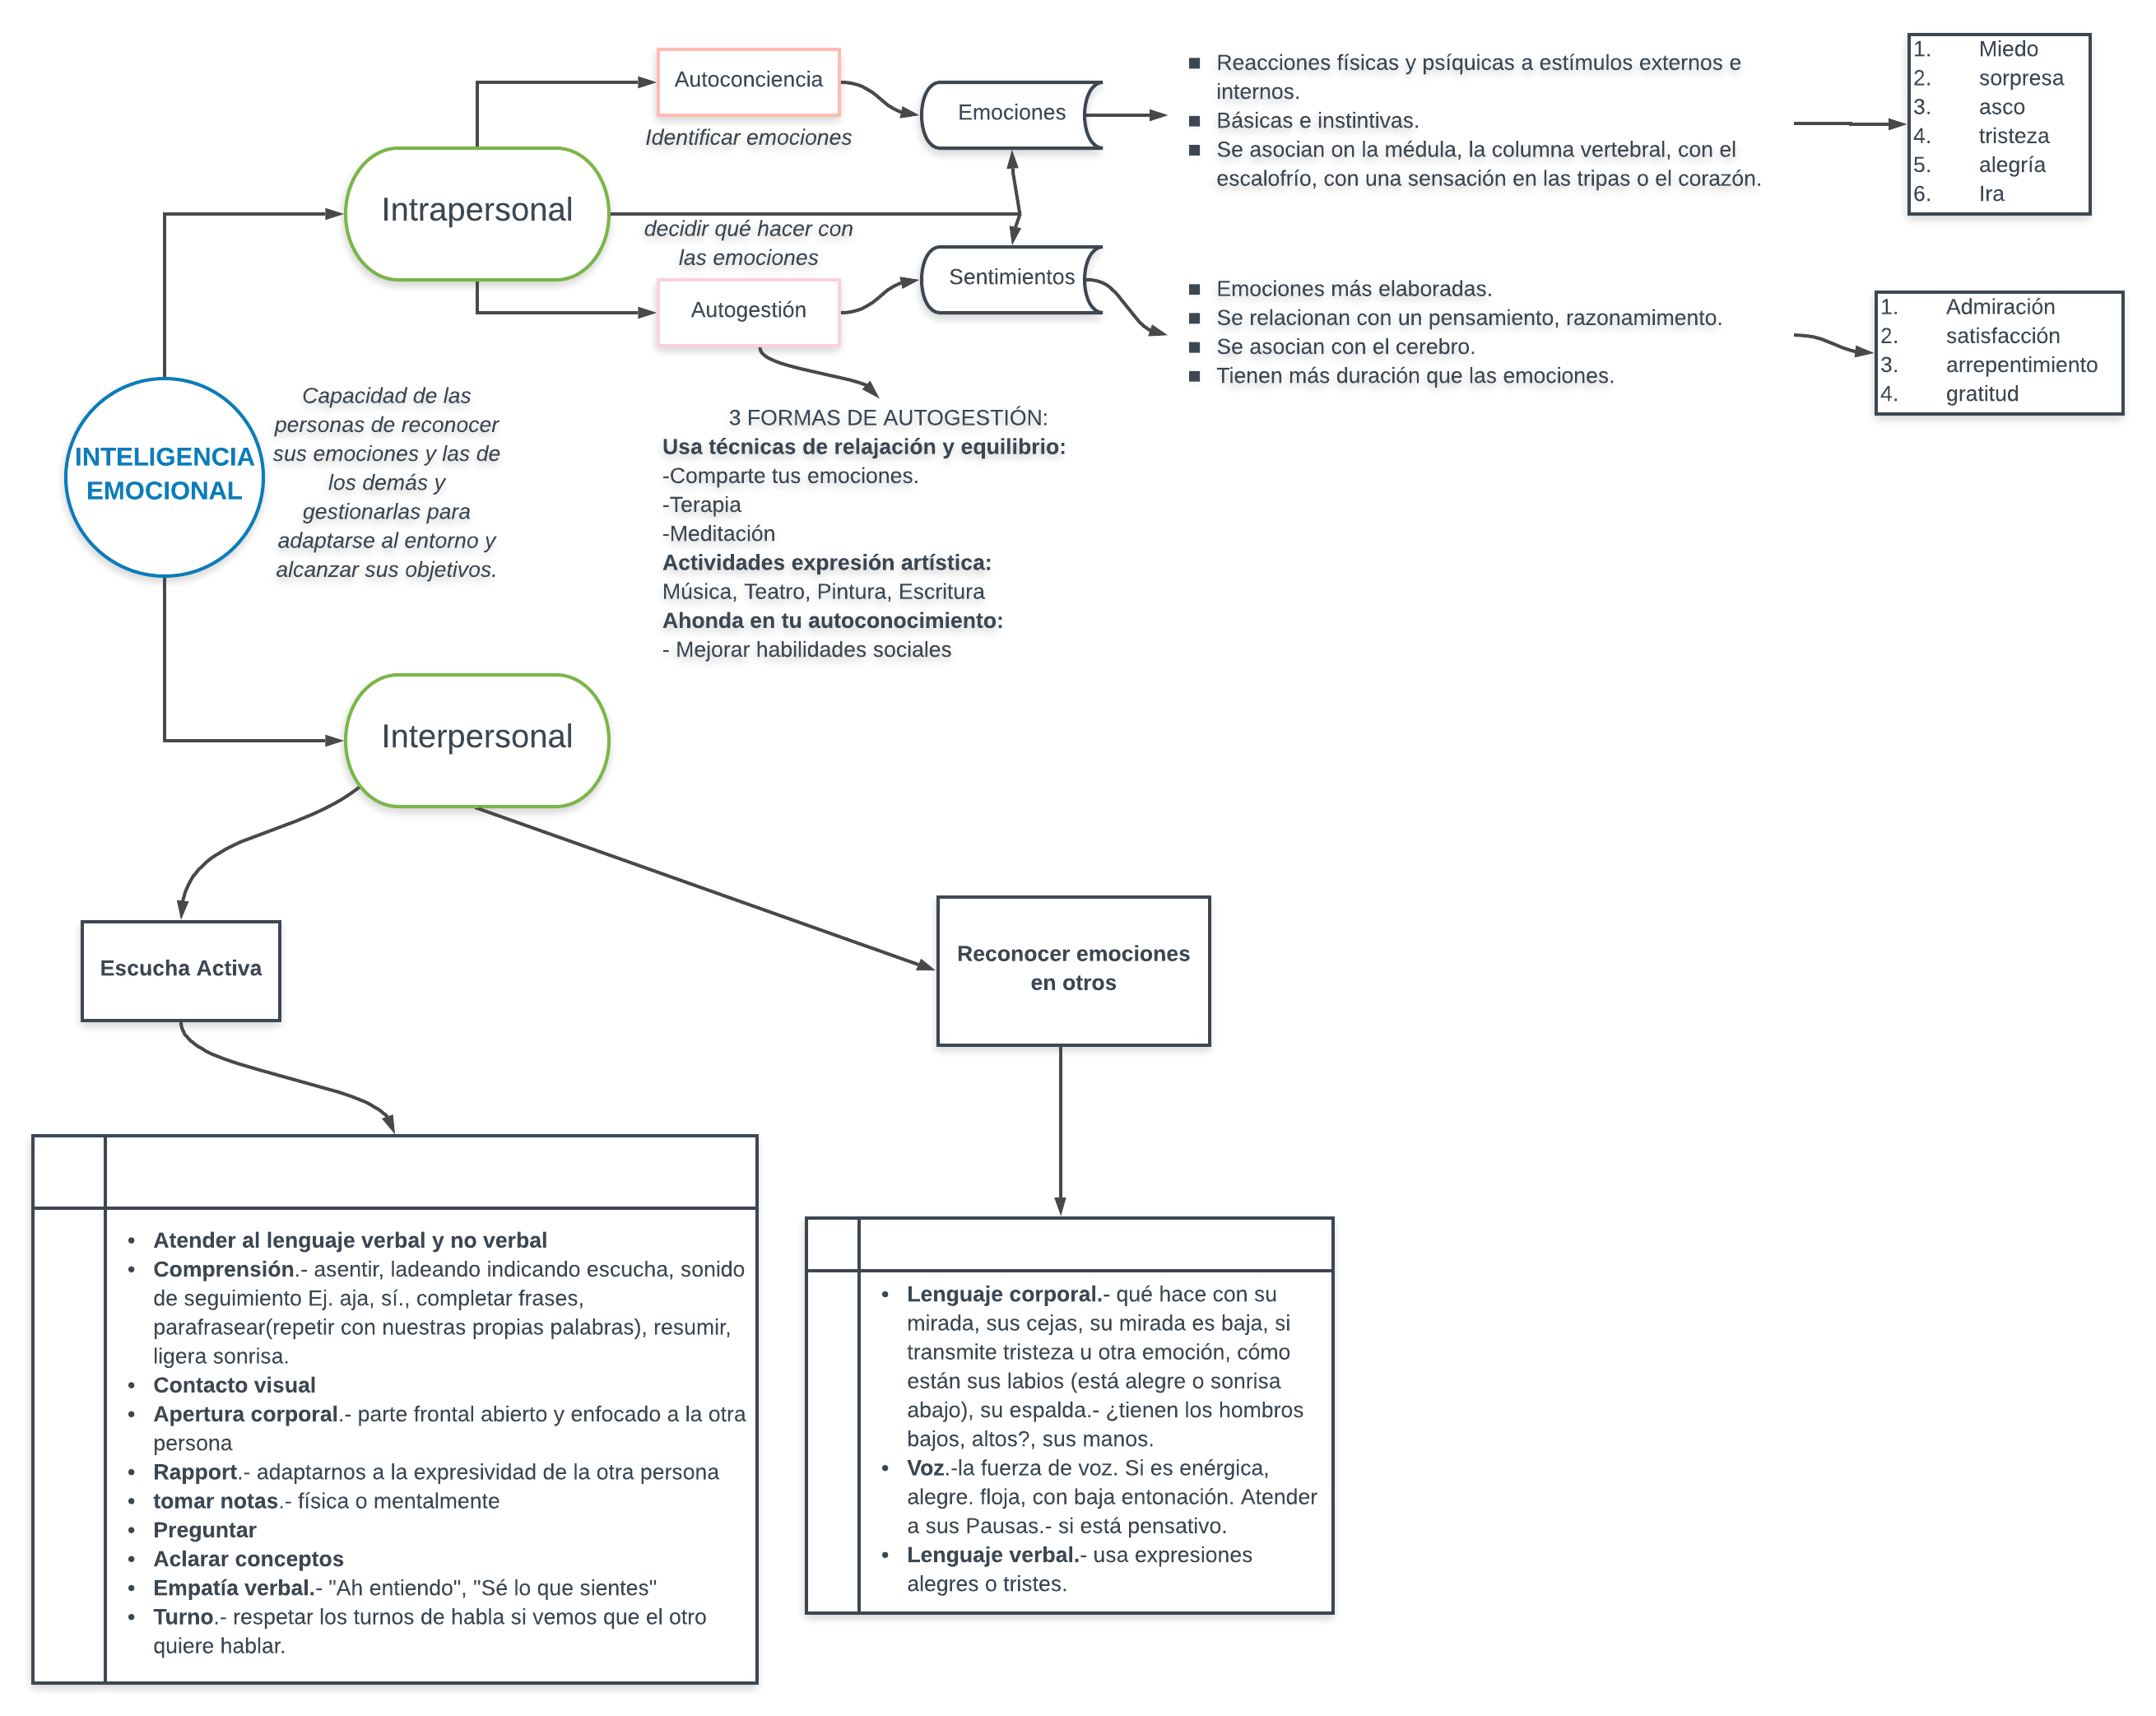 Autoconciencia
Identificar emociones
Emociones
■ Reacciones físicas y psíquicas a estímulos externos e
internos.
■ Básicas e instintivas.
■ Se asocian on la médula, la columna vertebral, con el
escalofrío, con una sensación en las tripas o el corazón.
1. Miedo
2. sorpresa
3. asco
4. tristeza
5. alegría
6. Ira
Intrapersonal
decidir qué hacer con
las emociones
Autogestión
Sentimientos
■ Emociones más elaboradas.
■ Se relacionan con un pensamiento, razonamimento.
■ Se asocian con el cerebro.
■ Tienen más duración que las emociones.
1. Admiración
2. satisfacción
3. arrepentimiento
4. gratitud
INTELIGENCIA
EMOCIONAL
Capacidad de las
personas de reconocer
sus emociones y las de
los demás y
gestionarlas para
adaptarse al entorno y
alcanzar sus objetivos.
3 FORMAS DE AUTOGESTIÓN:
Usa técnicas de relajación y equilibrio:
-Comparte tus emociones.
-Terapia
-Meditación
Actividades expresión artística:
Música, Teatro, Pintura, Escritura
Ahonda en tu autoconocimiento:
- Mejorar habilidades sociales
Interpersonal
Escucha Activa
Reconocer emociones
en otros
• Atender al lenguaje verbal y no verbal
• Comprensión.- asentir, ladeando indicando escucha, sonido
de seguimiento Ej. aja, sí., completar frases,
parafrasear(repetir con nuestras propias palabras), resumir,
ligera sonrisa.
• Contacto visual
• Apertura corporal.- parte frontal abierto y enfocado a la otra
persona
• Rapport.- adaptarnos a la expresividad de la otra persona
• tomar notas.- física o mentalmente
• Preguntar
• Aclarar conceptos
• Empatía verbal.- "Ah entiendo", "Sé lo que sientes"
• Turno.- respetar los turnos de habla si vemos que el otro
quiere hablar.
• Lenguaje corporal.- qué hace con su
mirada, sus cejas, su mirada es baja, si
transmite tristeza u otra emoción, cómo
están sus labios (está alegre o sonrisa
abajo), su espalda.- ¿tienen los hombros
bajos, altos?, sus manos.
• Voz.-la fuerza de voz. Si es enérgica,
alegre. floja, con baja entonación. Atender
a sus Pausas.- si está pensativo.
• Lenguaje verbal.- usa expresiones
alegres o tristes.